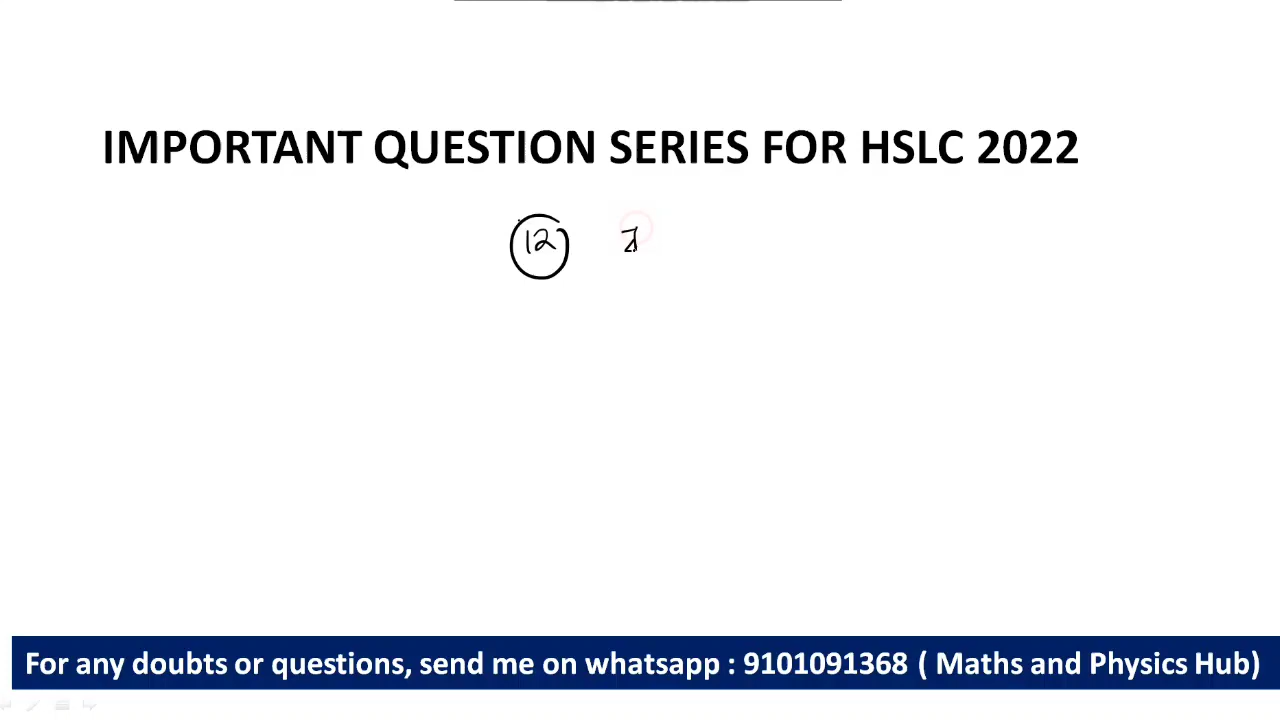 IMPORTANT QUESTION SERIES FOR HSLC 2022
12
For any doubts or questions, send me on whatsapp : 9101091368 ( Maths and Physics Hub)